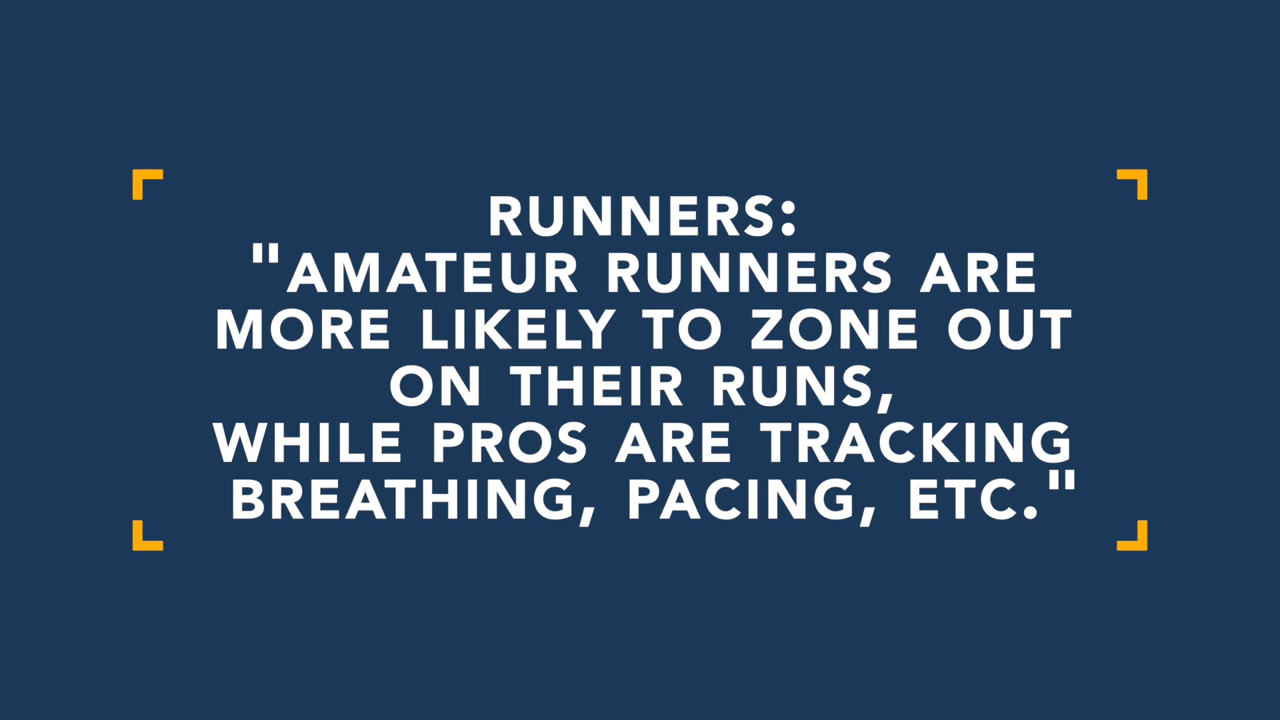 RUNNERS:
"AMATEUR RUNNERS ARE
MORE LIKELY TO ZONE OUT
ON THEIR RUNS,
WHILE PROS ARE TRACKING
BREATHING, PACING, ETC."